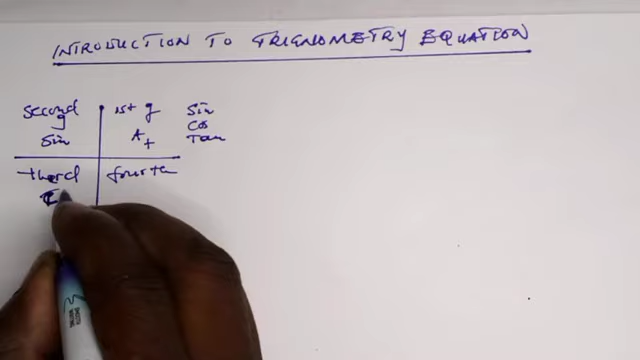 INTRODUCTION TO TRIGNOMETRY EQUATION
second 1st q Sin
q Cos
Sin A+ Tan
third fourth